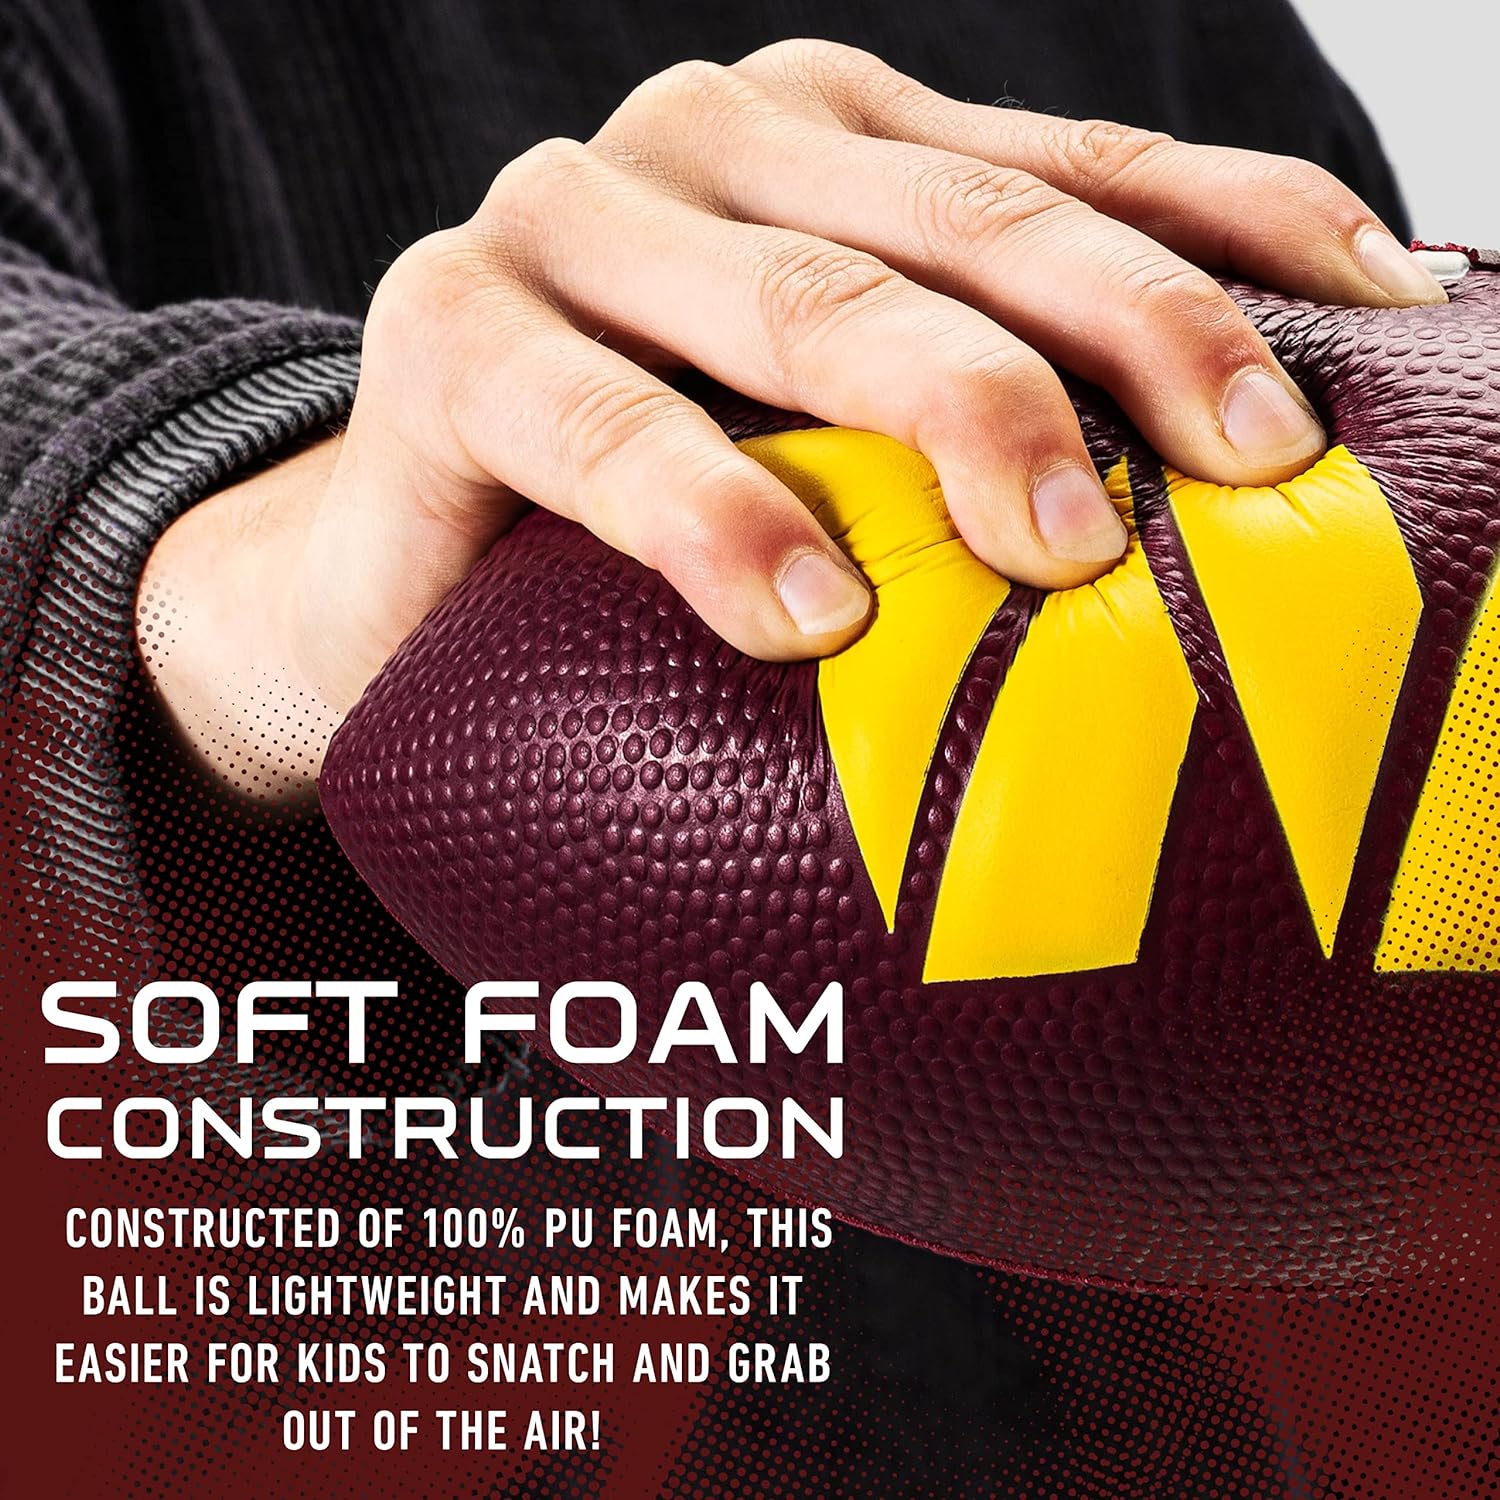 SOFT FOAM
CONSTRUCTION
CONSTRUCTED OF 100% PU FOAM, THIS
BALL IS LIGHTWEIGHT AND MAKES IT
EASIER FOR KIDS TO SNATCH AND GRAB
OUT OF THE AIR!